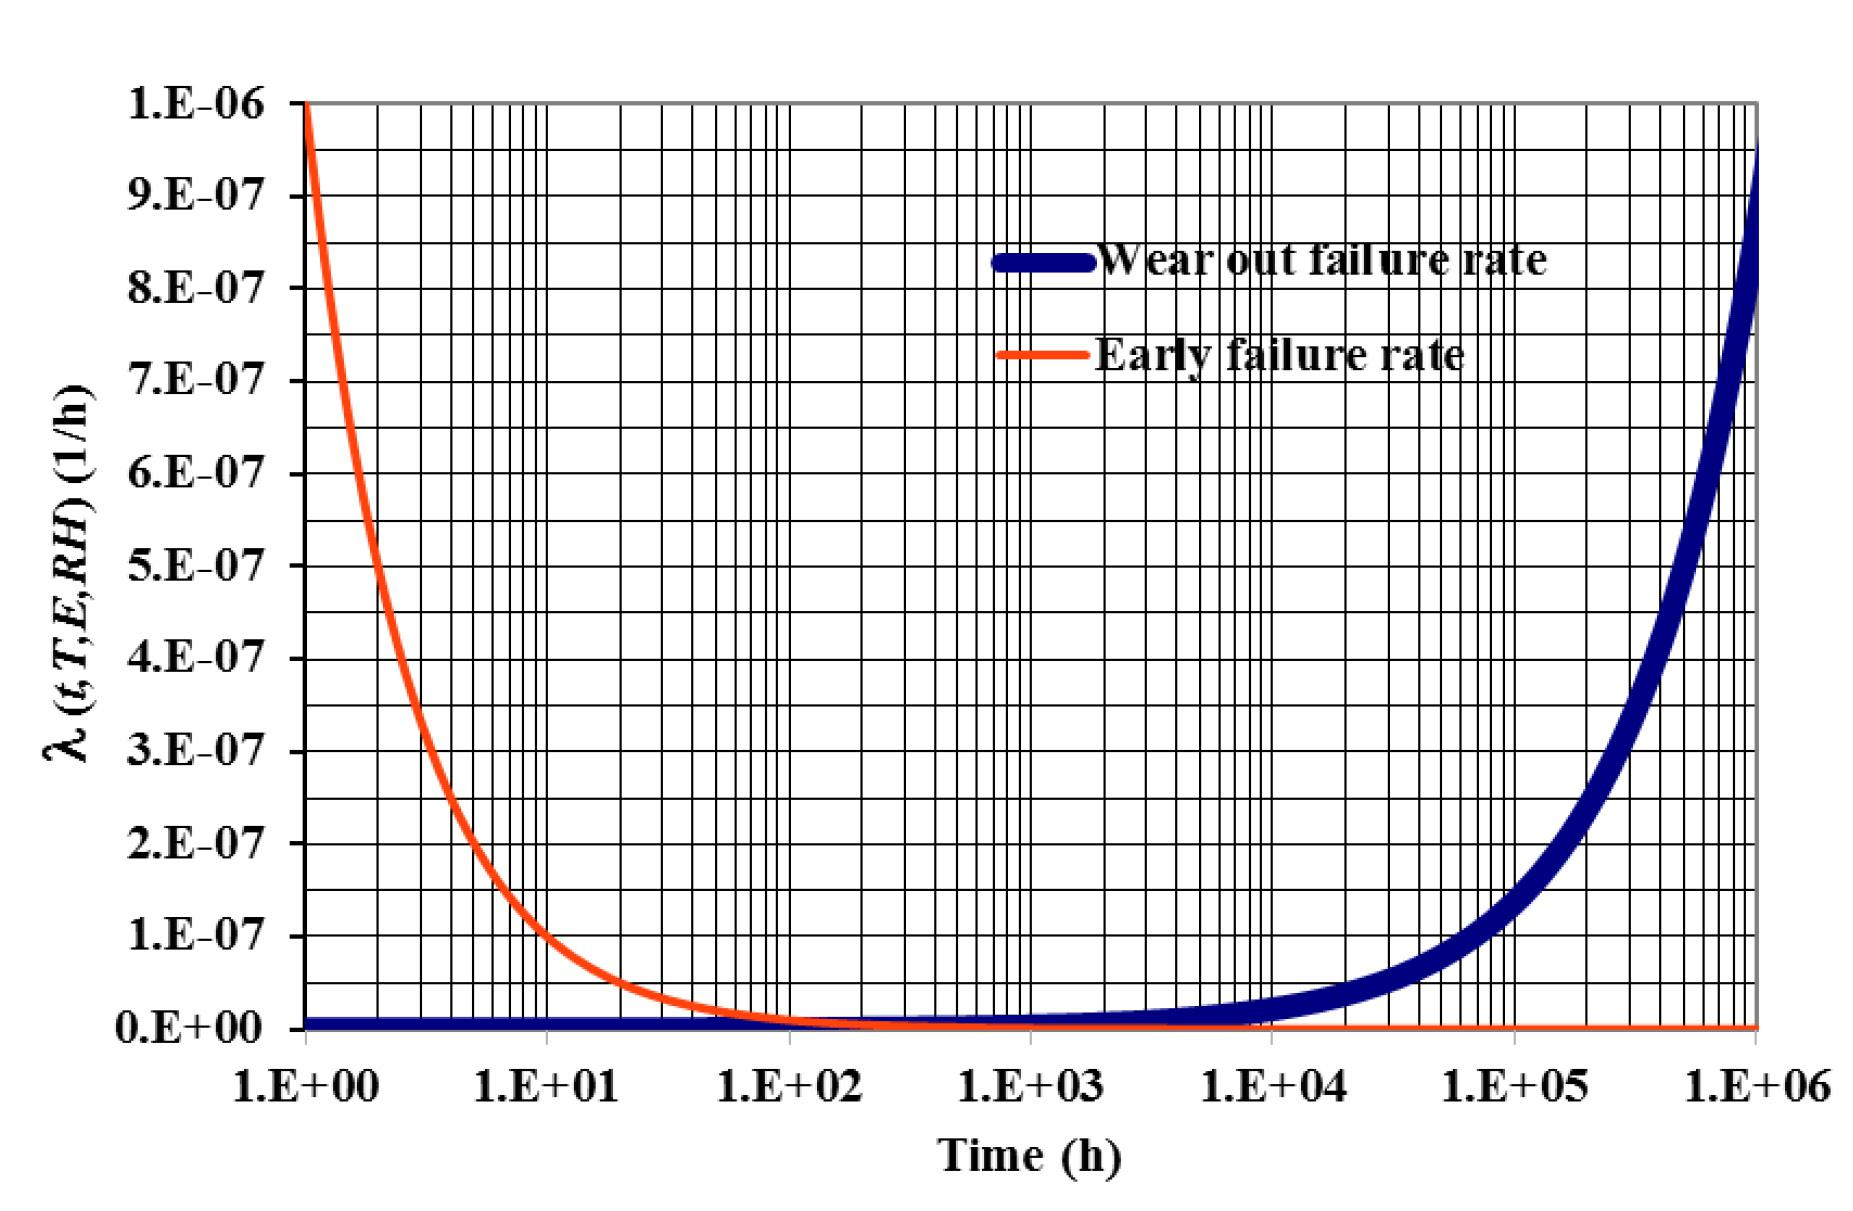 1.E-06
9.E-07
8.E-07
7.E-07
6.E-07
5.E-07
4.E-07
3.E-07
2.E-07
1.E-07
0.E+00
λ (t,T,E,RH) (1/h)
Wear out failure rate
Early failure rate
1.E+00 1.E+01 1.E+02 1.E+03 1.E+04 1.E+05 1.E+06
Time (h)